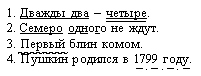 1. Дважды два – четыре.
2. Семеро одного не ждут.
3. Первый блин комом.
4. Пушкин родился в 1799 году.